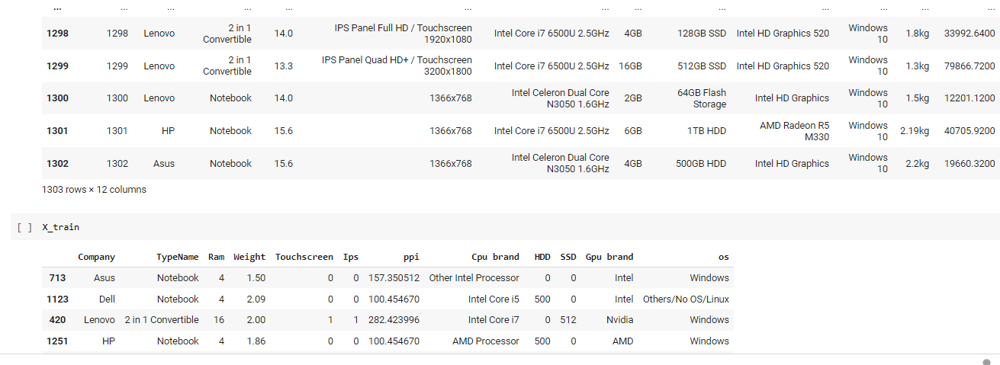 ... ... ... ... ... ... ... ... ... ... ... ...
1298 1298 Lenovo 2 in 1 Convertible 14.0 IPS Panel Full HD / Touchscreen 1920x1080 Intel Core i7 6500U 2.5GHz 4GB 128GB SSD Intel HD Graphics 520 Windows 10 1.8kg 33992.6400
1299 1299 Lenovo 2 in 1 Convertible 13.3 IPS Panel Quad HD+ / Touchscreen 3200x1800 Intel Core i7 6500U 2.5GHz 16GB 512GB SSD Intel HD Graphics 520 Windows 10 1.3kg 79866.7200
1300 1300 Lenovo Notebook 14.0 1366x768 Intel Celeron Dual Core N3050 1.6GHz 2GB 64GB Flash Storage Intel HD Graphics Windows 10 1.5kg 12201.1200
1301 1301 HP Notebook 15.6 1366x768 Intel Core i7 6500U 2.5GHz 6GB 1TB HDD AMD Radeon R5 M330 Windows 10 2.19kg 40705.9200
1302 1302 Asus Notebook 15.6 1366x768 Intel Celeron Dual Core N3050 1.6GHz 4GB 500GB HDD Intel HD Graphics Windows 10 2.2kg 19660.3200
1303 rows × 12 columns
[ ] X_train
Company TypeName Ram Weight Touchscreen Ips ppi Cpu brand HDD SSD Gpu brand os
713 Asus Notebook 4 1.50 0 0 157.350512 Other Intel Processor 0 0 Intel Windows
1123 Dell Notebook 4 2.09 0 0 100.454670 Intel Core i5 500 0 Intel Others/No OS/Linux
420 Lenovo 2 in 1 Convertible 16 2.00 1 1 282.423996 Intel Core i7 0 512 Nvidia Windows
1251 HP Notebook 4 1.86 0 0 100.454670 AMD Processor 500 0 AMD Windows